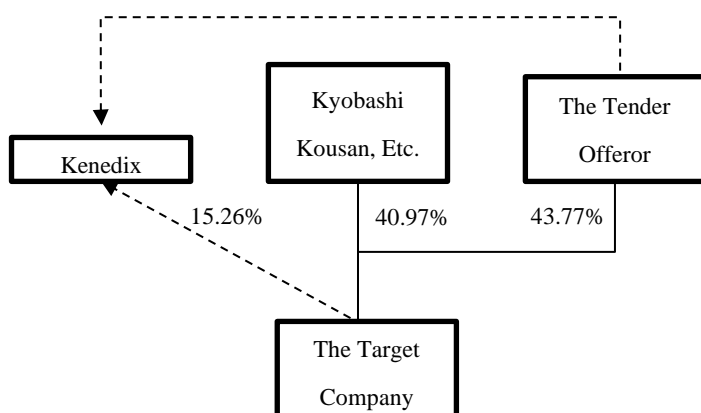 Kyobashi
Kousan, Etc.
The Tender
Offeror
Kenedix
15.26%
40.97%
43.77%
The Target
Company